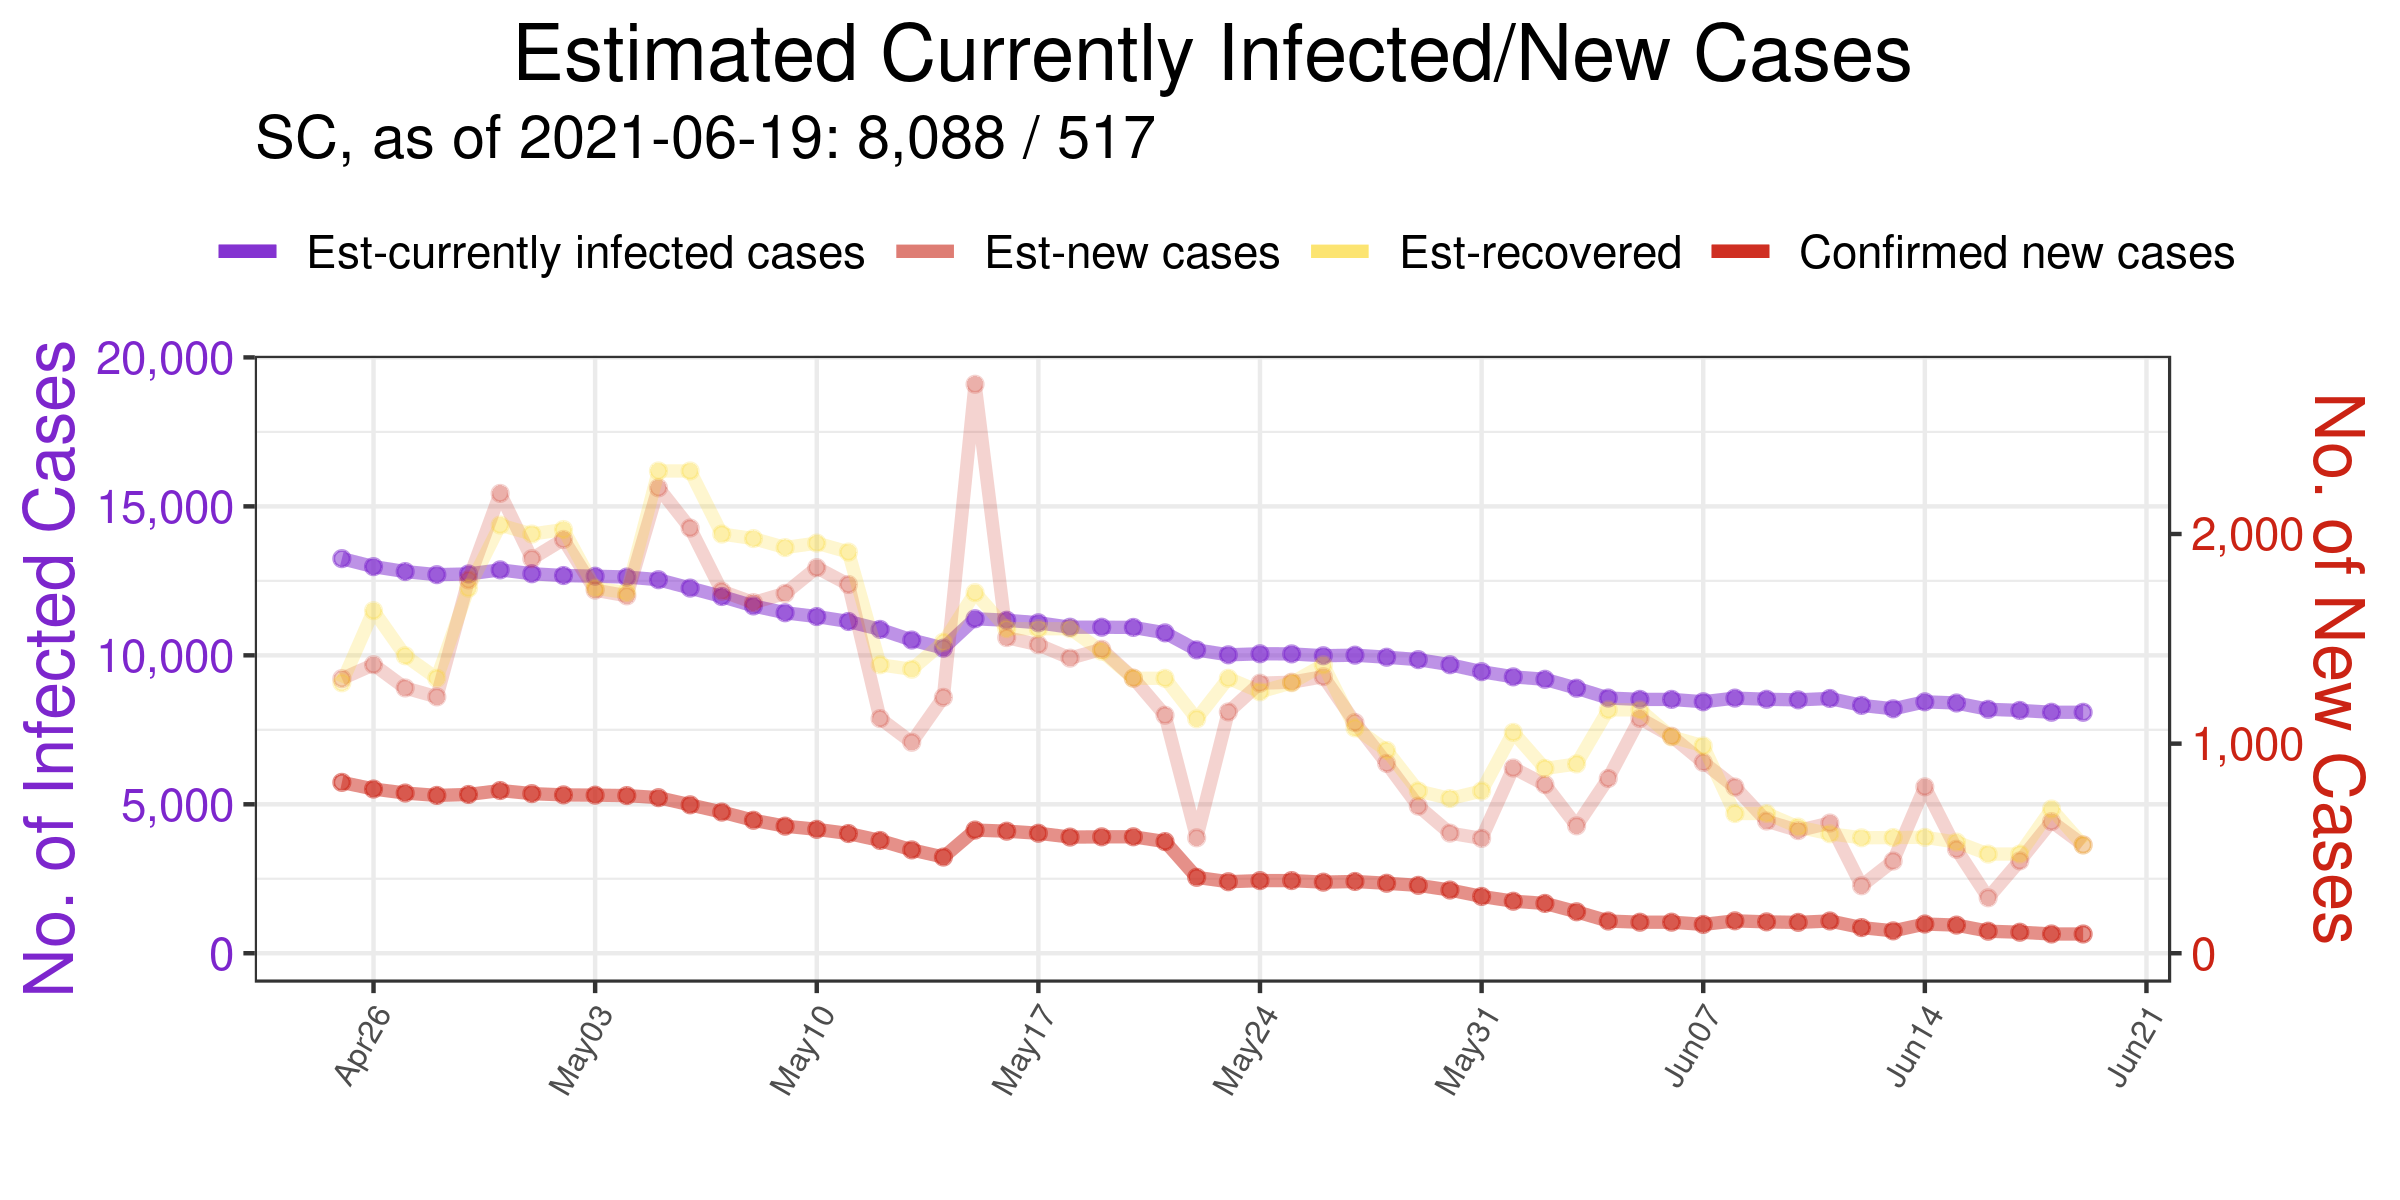 Estimated Currently Infected/New Cases
SC, as of 2021-06-19: 8,088 / 517
Est-currently infected cases Est-new cases Est-recovered Confirmed new cases
No. of Infected Cases
20,000
15,000
10,000
5,000
0
2,000
1,000
0
No. of New Cases
Apr26 May03 May10 May17 May24 May31 Jun07 Jun14 Jun21